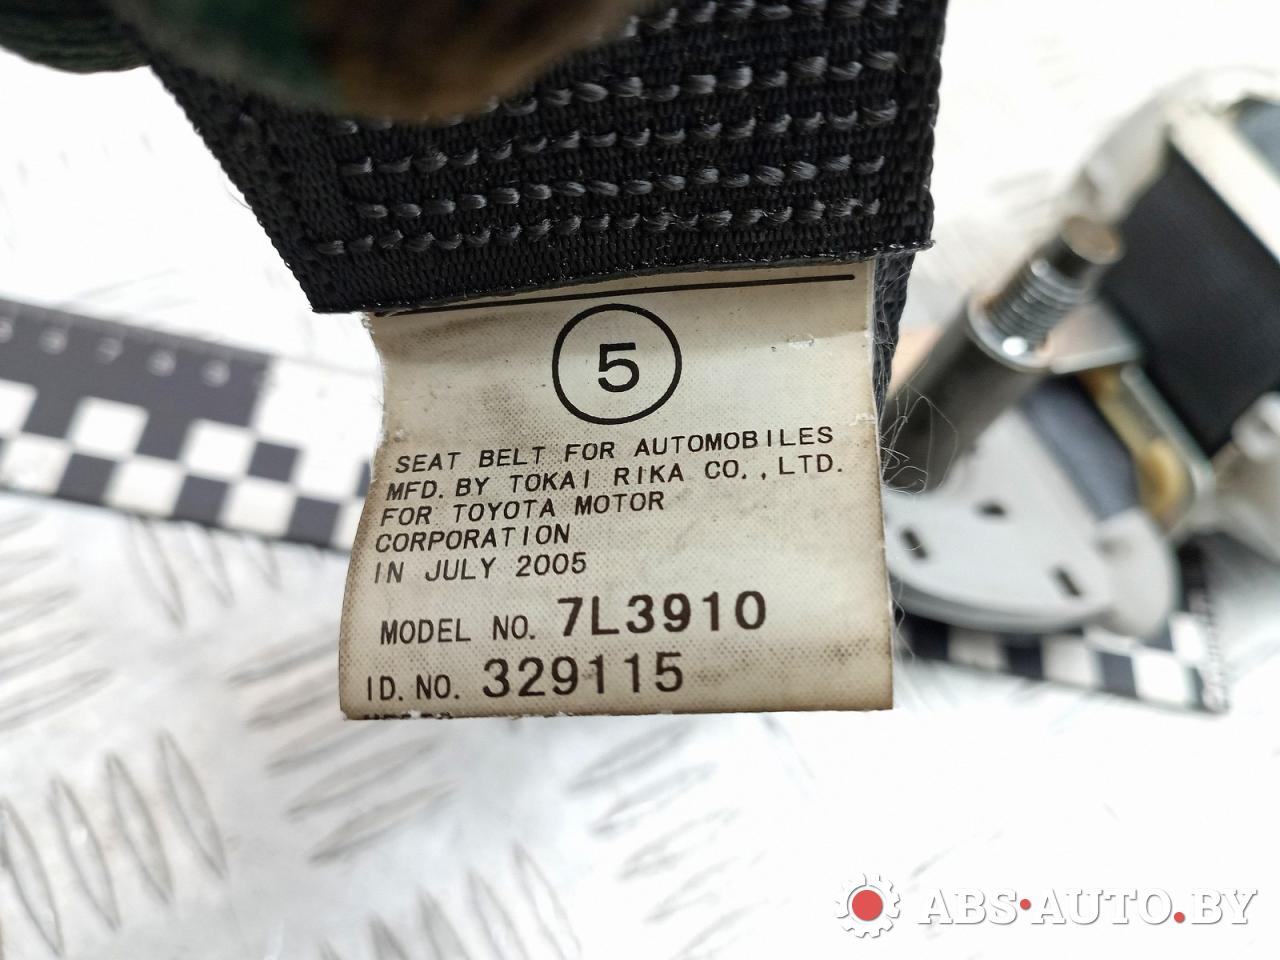 5
SEAT BELT FOR AUTOMOBILES
MFD. BY TOKAI RIKA CO., LTD.
FOR TOYOTA MOTOR
CORPORATION
IN JULY 2005
MODEL NO. 7L3910
ID. NO. 329115
ABS·AUTO.BY